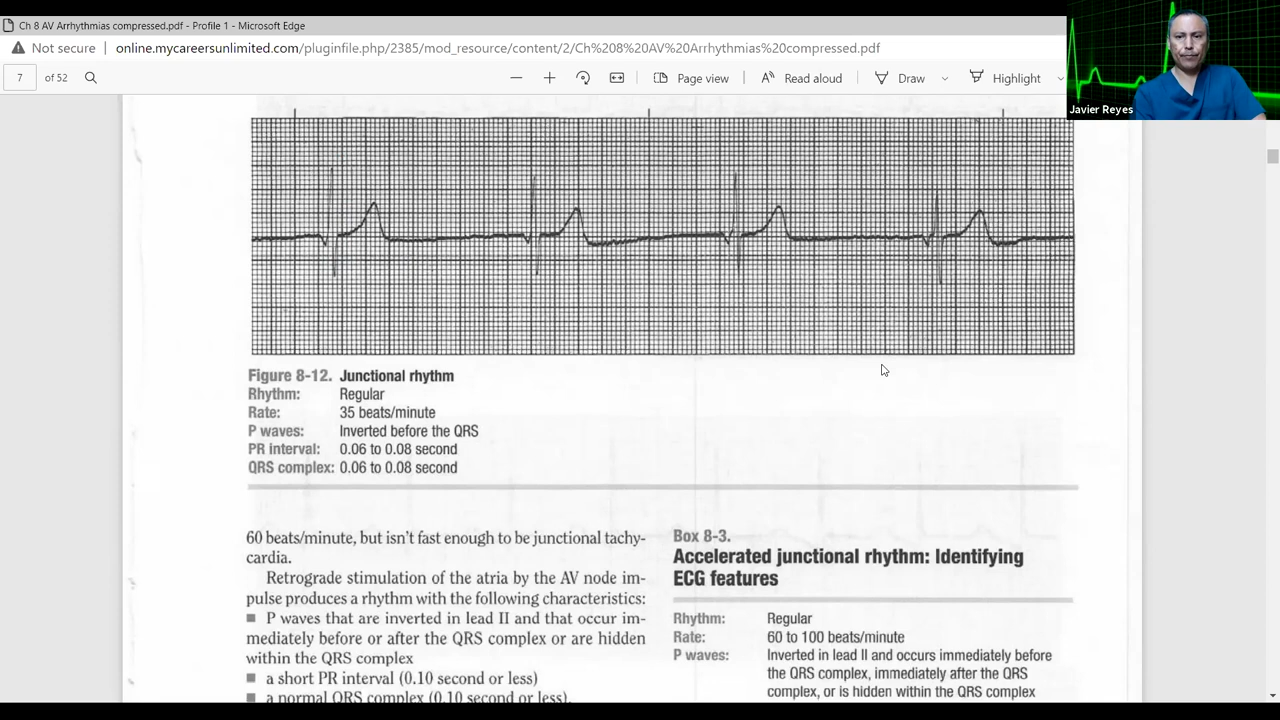 Ch 8 AV Arrhythmias compressed.pdf - Profile 1 - Microsoft Edge
Not secure online.mycareersunlimited.com/pluginfile.php/2385/mod_resource/content/2/Ch%208%20AV%20Arrhythmias%20compressed.pdf
7 of 52 Page view Read aloud Draw Highlight
Javier Reyes
Figure 8-12. Junctional rhythm
Rhythm: Regular
Rate: 35 beats/minute
P waves: Inverted before the QRS
PR interval: 0.06 to 0.08 second
QRS complex: 0.06 to 0.08 second
60 beats/minute, but isn't fast enough to be junctional tachy-
cardia.
Retrograde stimulation of the atria by the AV node im-
pulse produces a rhythm with the following characteristics:
■ P waves that are inverted in lead II and that occur im-
mediately before or after the QRS complex or are hidden
within the QRS complex
■ a short PR interval (0.10 second or less)
■ a normal QRS complex (0.10 second or less).
Box 8-3.
Accelerated junctional rhythm: Identifying
ECG features
Rhythm: Regular
Rate: 60 to 100 beats/minute
P waves: Inverted in lead II and occurs immediately before
the QRS complex, immediately after the QRS
complex, or is hidden within the QRS complex